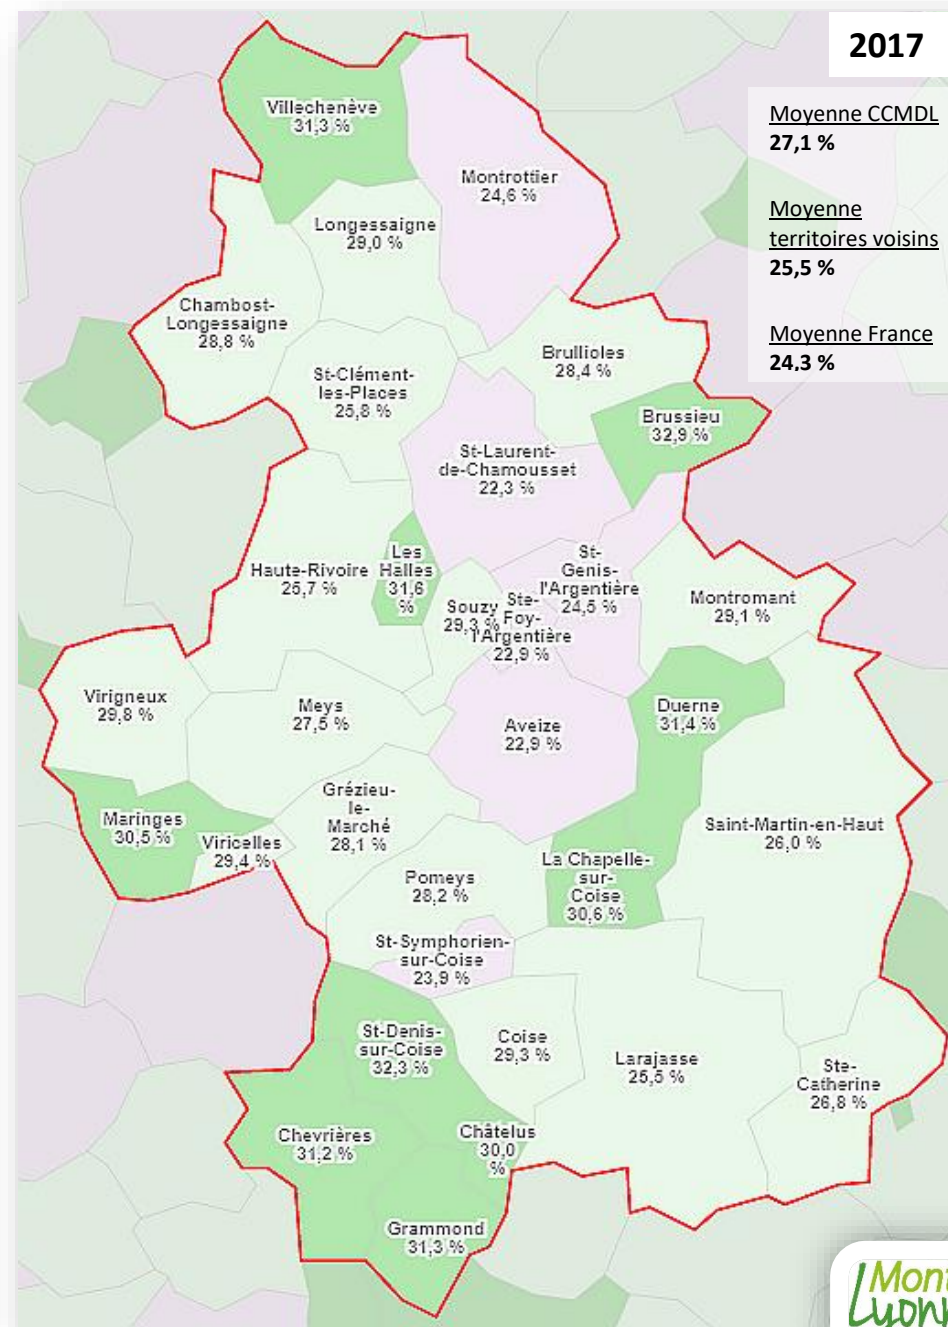 2017
Moyenne CCMDL
27,1 %
Moyenne
territoires voisins
25,5 %
Moyenne France
24,3 %
Villechenève
31,3 %
Montrottier
24,6 %
Longessaigne
29,0 %
Chambost-
Longessaigne
28,8 %
St-Clément-
les-Places
25,8 %
Brullioles
28,4 %
Brussieu
32,9 %
St-Laurent-
de-Chamousset
22,3 %
Haute-Rivoire
25,7 %
Les
Halles
31,6
%
Souzy
29,3 %
Ste-
Foy-
l'Argentière
22,9 %
St-
Genis-
l'Argentière
24,5 %
Montromant
29,1 %
Virigneux
29,8 %
Meys
27,5 %
Aveize
22,9 %
Duerne
31,4 %
Maringes
30,5 %
Viricelles
29,4 %
Grézieu-
le-
Marché
28,1 %
Saint-Martin-en-Haut
26,0 %
Pomeys
28,2 %
La Chapelle-
sur-
Coise
30,6 %
St-Symphorien-
sur-Coise
23,9 %
St-Denis-
sur-Coise
32,3 %
Coise
29,3 %
Larajasse
25,5 %
Ste-
Catherine
26,8 %
Chevrières
31,2 %
Châtelus
30,0
%
Grammond
31,3 %